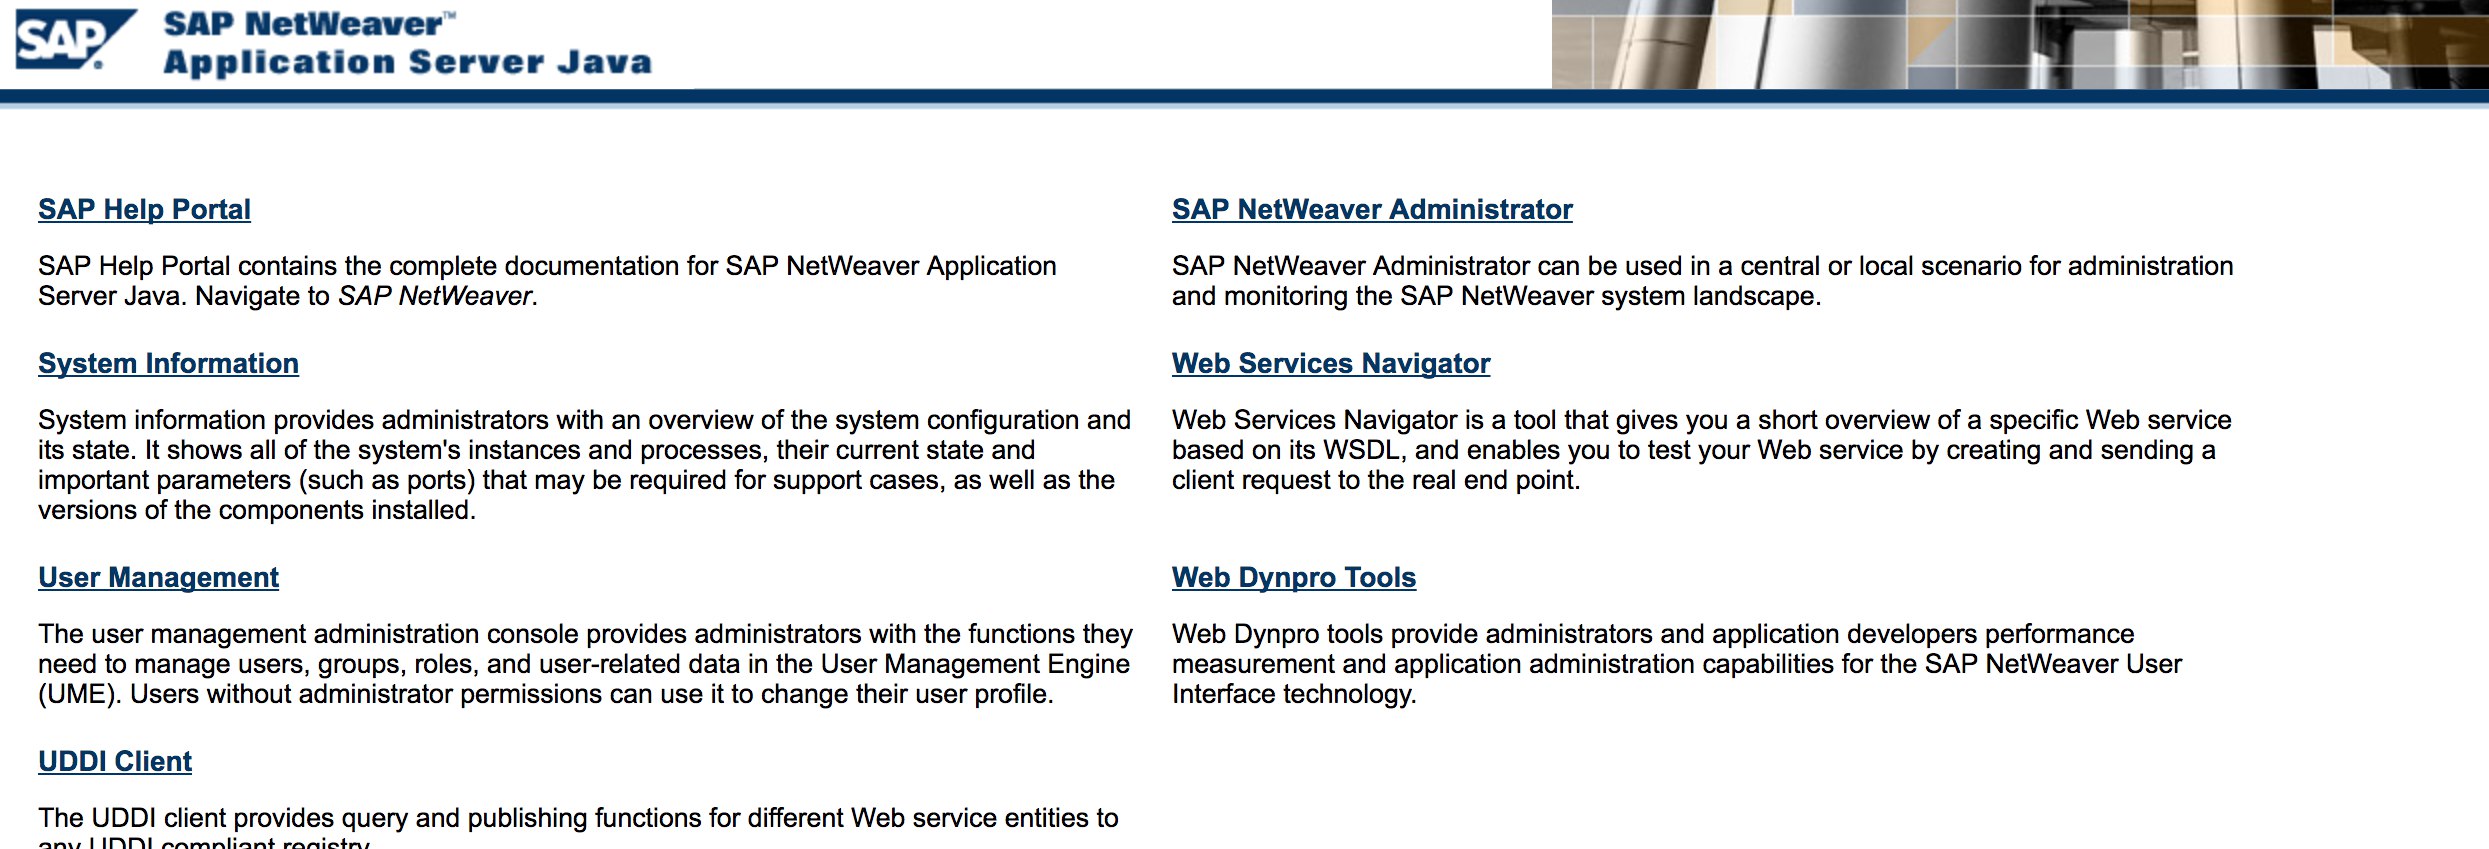 SAP
SAP NetWeaver™
Application Server Java
SAP Help Portal
SAP Help Portal contains the complete documentation for SAP NetWeaver Application
Server Java. Navigate to SAP NetWeaver.
System Information
System information provides administrators with an overview of the system configuration and
its state. It shows all of the system's instances and processes, their current state and
important parameters (such as ports) that may be required for support cases, as well as the
versions of the components installed.
User Management
The user management administration console provides administrators with the functions they
need to manage users, groups, roles, and user-related data in the User Management Engine
(UME). Users without administrator permissions can use it to change their user profile.
UDDI Client
The UDDI client provides query and publishing functions for different Web service entities to
any UDDI compliant registry
SAP NetWeaver Administrator
SAP NetWeaver Administrator can be used in a central or local scenario for administration
and monitoring the SAP NetWeaver system landscape.
Web Services Navigator
Web Services Navigator is a tool that gives you a short overview of a specific Web service
based on its WSDL, and enables you to test your Web service by creating and sending a
client request to the real end point.
Web Dynpro Tools
Web Dynpro tools provide administrators and application developers performance
measurement and application administration capabilities for the SAP NetWeaver User
Interface technology.